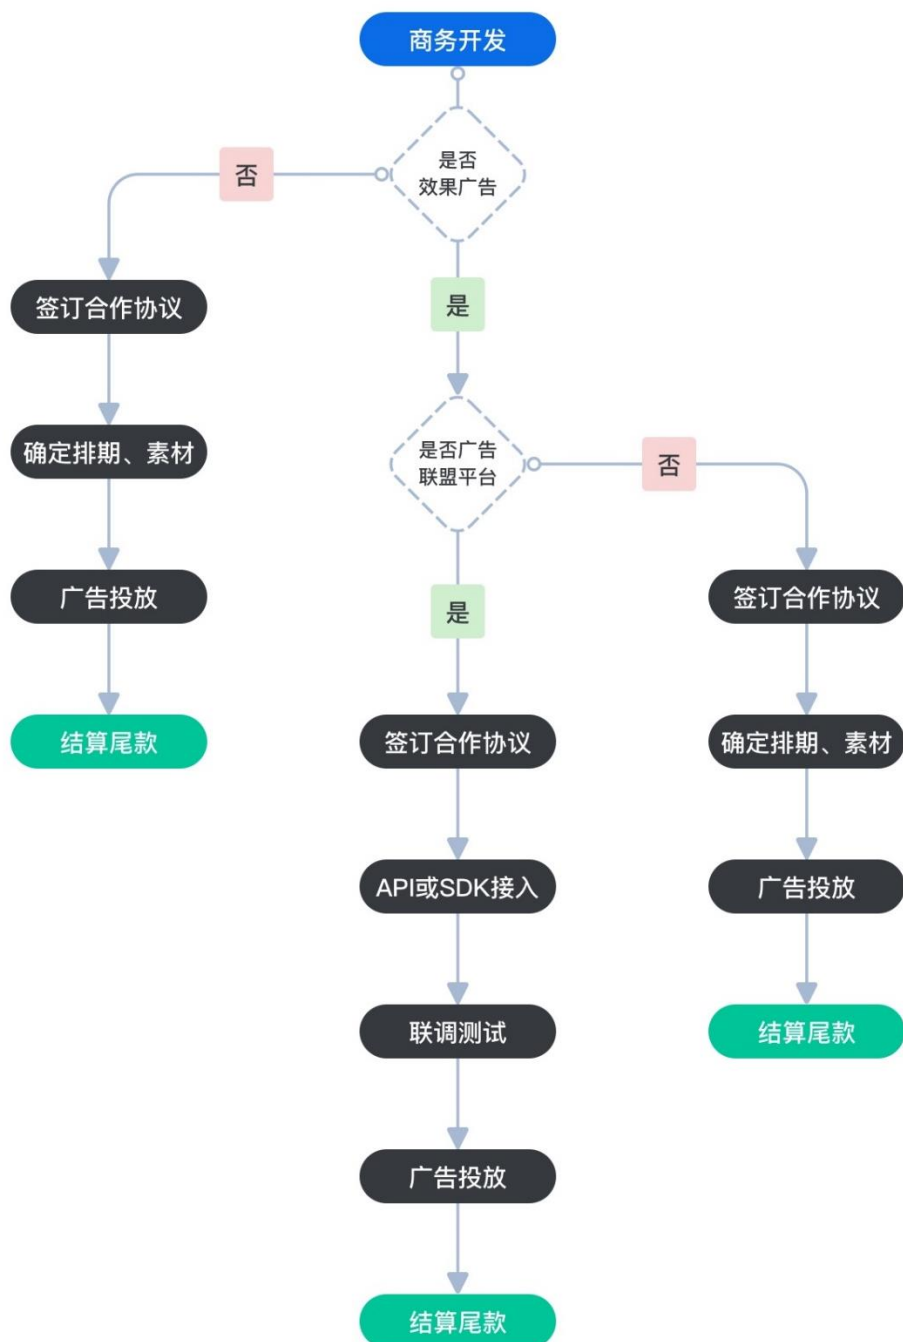 商务开发
是否
效果广告
否
是
签订合作协议
确定排期、素材
广告投放
结算尾款
是否广告
联盟平台
否
是
签订合作协议
API或SDK接入
联调测试
广告投放
结算尾款
签订合作协议
确定排期、素材
广告投放
结算尾款